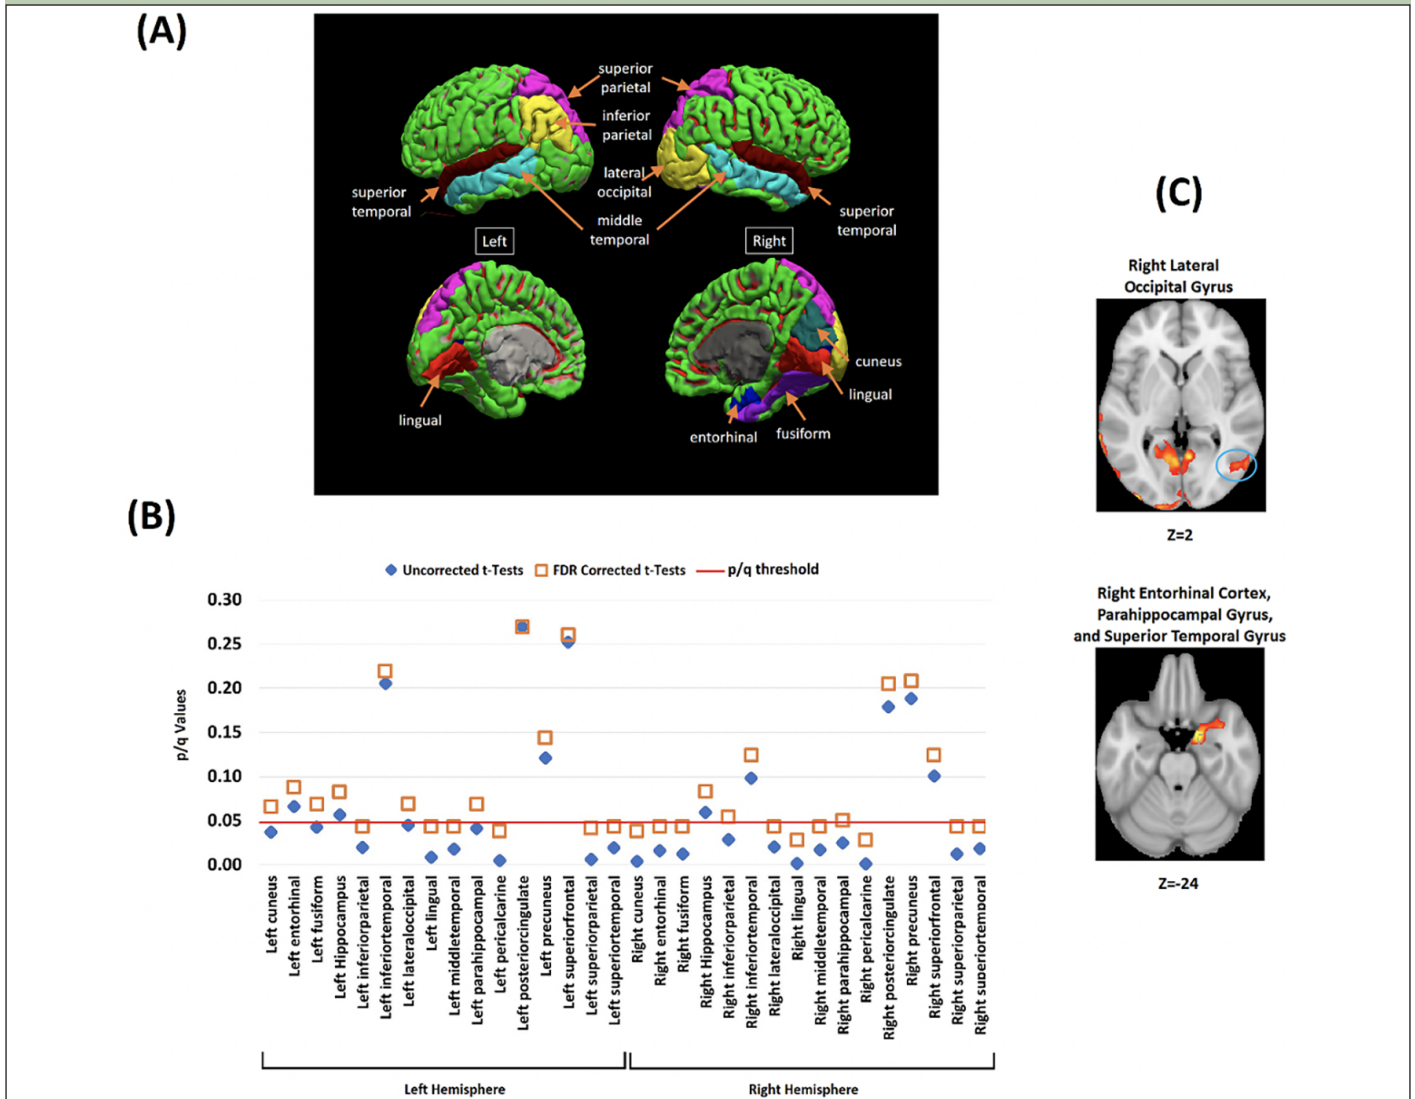 (A)
superior
parietal
inferior
parietal
lateral
occipital
superior
temporal
middle
temporal
superior
temporal
Left
Right
cuneus
lingual
lingual
entorhinal
fusiform
(B)
Uncorrected t-Tests
FDR Corrected t-Tests
p/q threshold
p/q Values
0.30
0.25
0.20
0.15
0.10
0.05
0.00
Left cuneus
Left entorhinal
Left fusiform
Left Hippocampus
Left inferiorparietal
Left inferiortemporal
Left lateraloccipital
Left lingual
Left middletemporal
Left parahippocampal
Left pericalcarine
Left posteriorcingulate
Left precuneus
Left superiorfrontal
Left superiorparietal
Left superiortemporal
Right cuneus
Right entorhinal
Right fusiform
Right Hippocampus
Right inferiorparietal
Right inferiortemporal
Right lateraloccipital
Right lingual
Right middletemporal
Right parahippocampal
Right pericalcarine
Right posteriorcingulate
Right precuneus
Right superiorfrontal
Right superiorparietal
Right superiortemporal
Left Hemisphere
Right Hemisphere
(C)
Right Lateral
Occipital Gyrus
Z=2
Right Entorhinal Cortex,
Parahippocampal Gyrus,
and Superior Temporal Gyrus
Z=-24